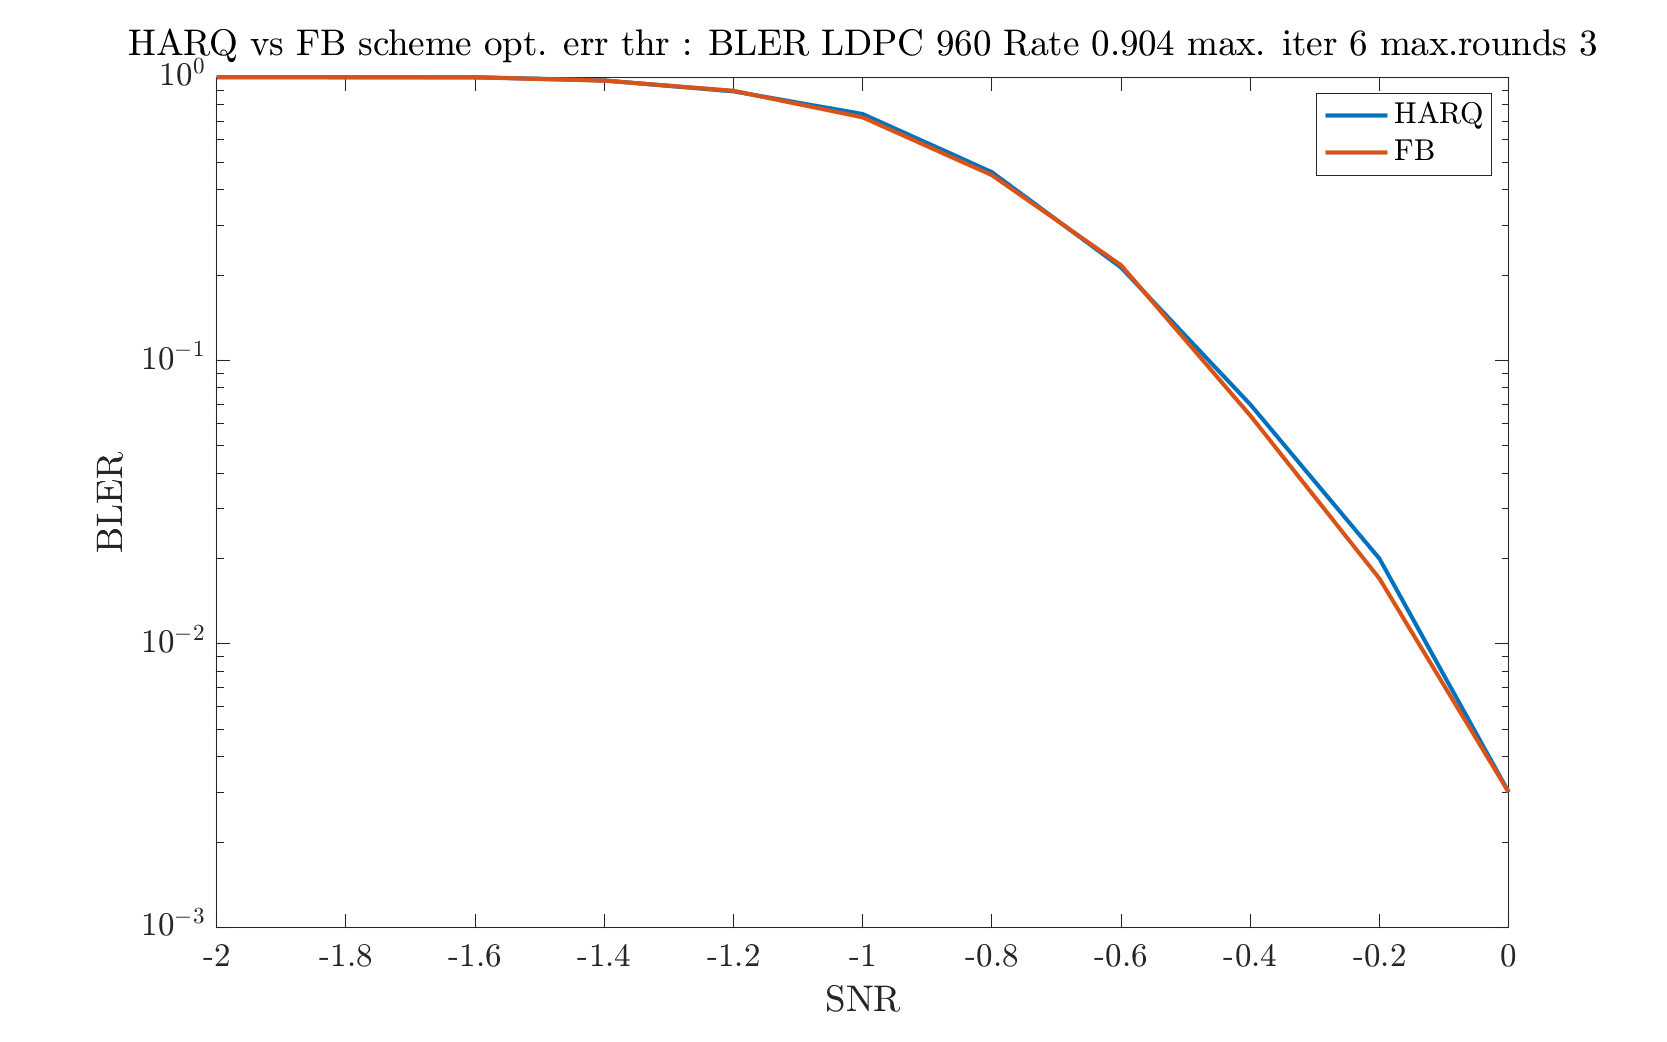 HARQ vs FB scheme opt. err thr : BLER LDPC 960 Rate 0.904 max. iter 6 max.rounds 3
HARQ
FB
10^0
10^-1
10^-2
10^-3
BLER
-2 -1.8 -1.6 -1.4 -1.2 -1 -0.8 -0.6 -0.4 -0.2 0
SNR